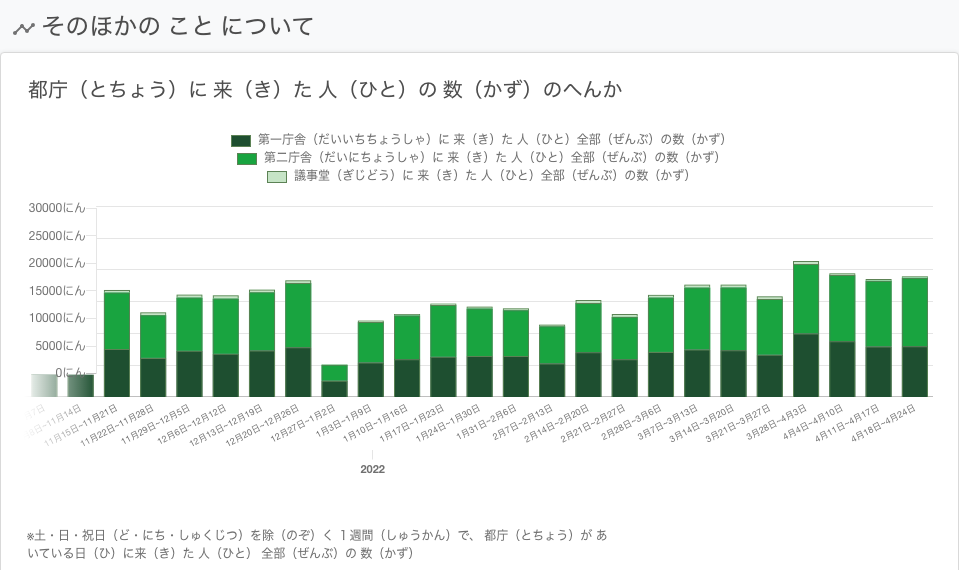 そのほかの こと について
都庁（とちょう）に 来（き）た 人（ひと）の 数（かず）のへんか
第一庁舎（だいいちちょうしゃ）に 来（き）た 人（ひと）全部（ぜんぶ）の数（かず）
第二庁舎（だいにちょうしゃ）に 来（き）た 人（ひと）全部（ぜんぶ）の数（かず）
議事堂（ぎじどう）に 来（き）た 人（ひと）全部（ぜんぶ）の数（かず）
30000にん
25000にん
20000にん
15000にん
10000にん
5000にん
0にん
11月15日~11月21日
11月22日~11月28日
11月29日~12月5日
12月6日~12月12日
12月13日~12月19日
12月20日~12月26日
12月27日~1月2日
1月3日~1月9日
1月10日~1月16日
1月17日~1月23日
1月24日~1月30日
1月31日~2月6日
2月7日~2月13日
2月14日~2月20日
2月21日~2月27日
2月28日~3月6日
3月7日~3月13日
3月14日~3月20日
3月21日~3月27日
3月28日~4月3日
4月4日~4月10日
4月11日~4月17日
4月18日~4月24日
2022
※土・日・祝日（ど・にち・しゅくじつ）を除（のぞ）く 1週間（しゅうかん）で、 都庁（とちょう）が あ
いている日（ひ）に来（き）た 人（ひと） 全部（ぜんぶ）の 数（かず）